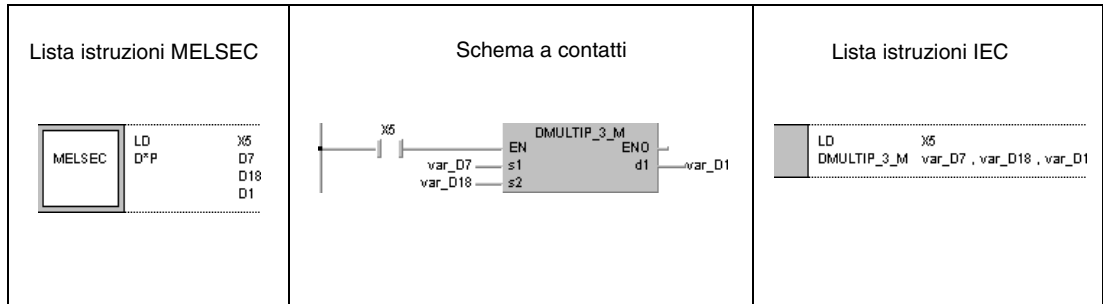 Lista istruzioni MELSEC
MELSEC
LD X5
D*P D7
D18
D1
Schema a contatti
X5
DMULTIP_3_M
EN ENO
var_D7 s1 d1 var_D1
var_D18 s2
Lista istruzioni IEC
LD X5
DMULTIP_3_M var_D7 , var_D18 , var_D1